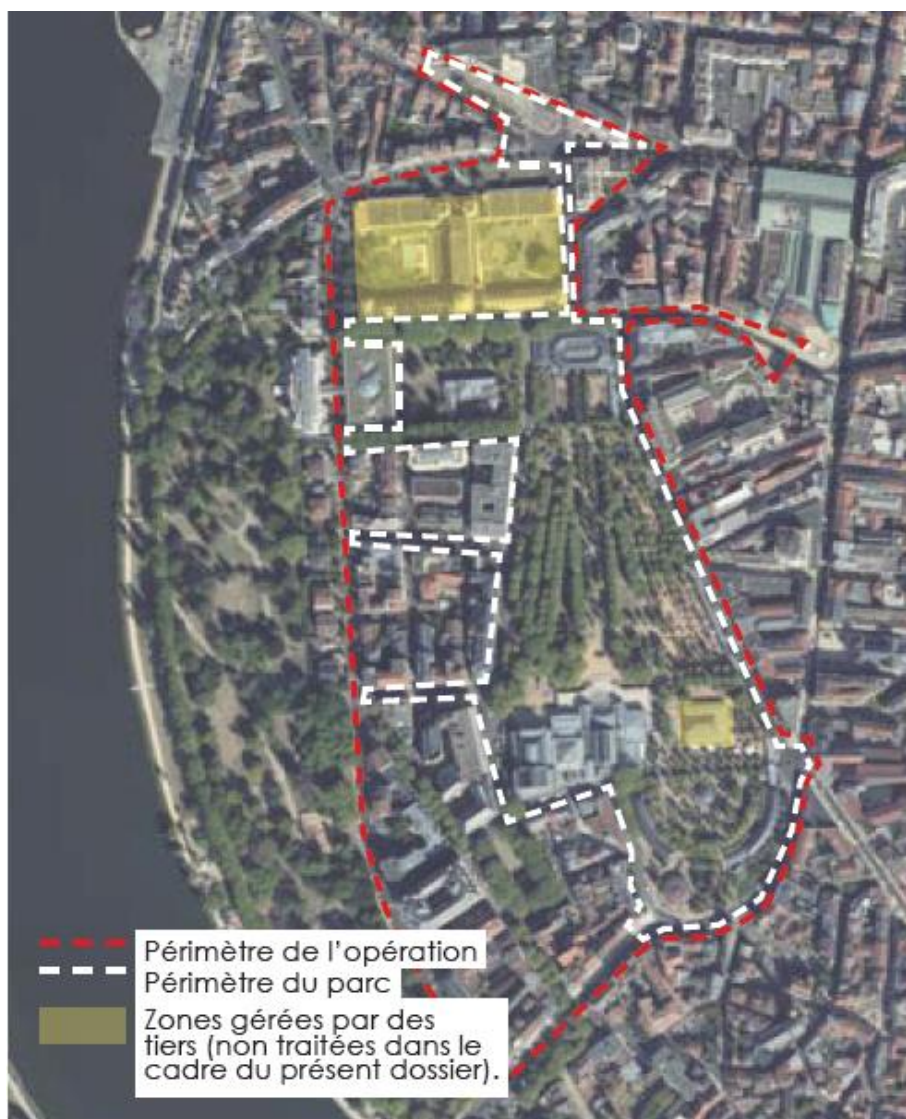 Périmètre de l'opération
Périmètre du parc
Zones gérées par des
tiers (non traitées dans le
cadre du présent dossier).